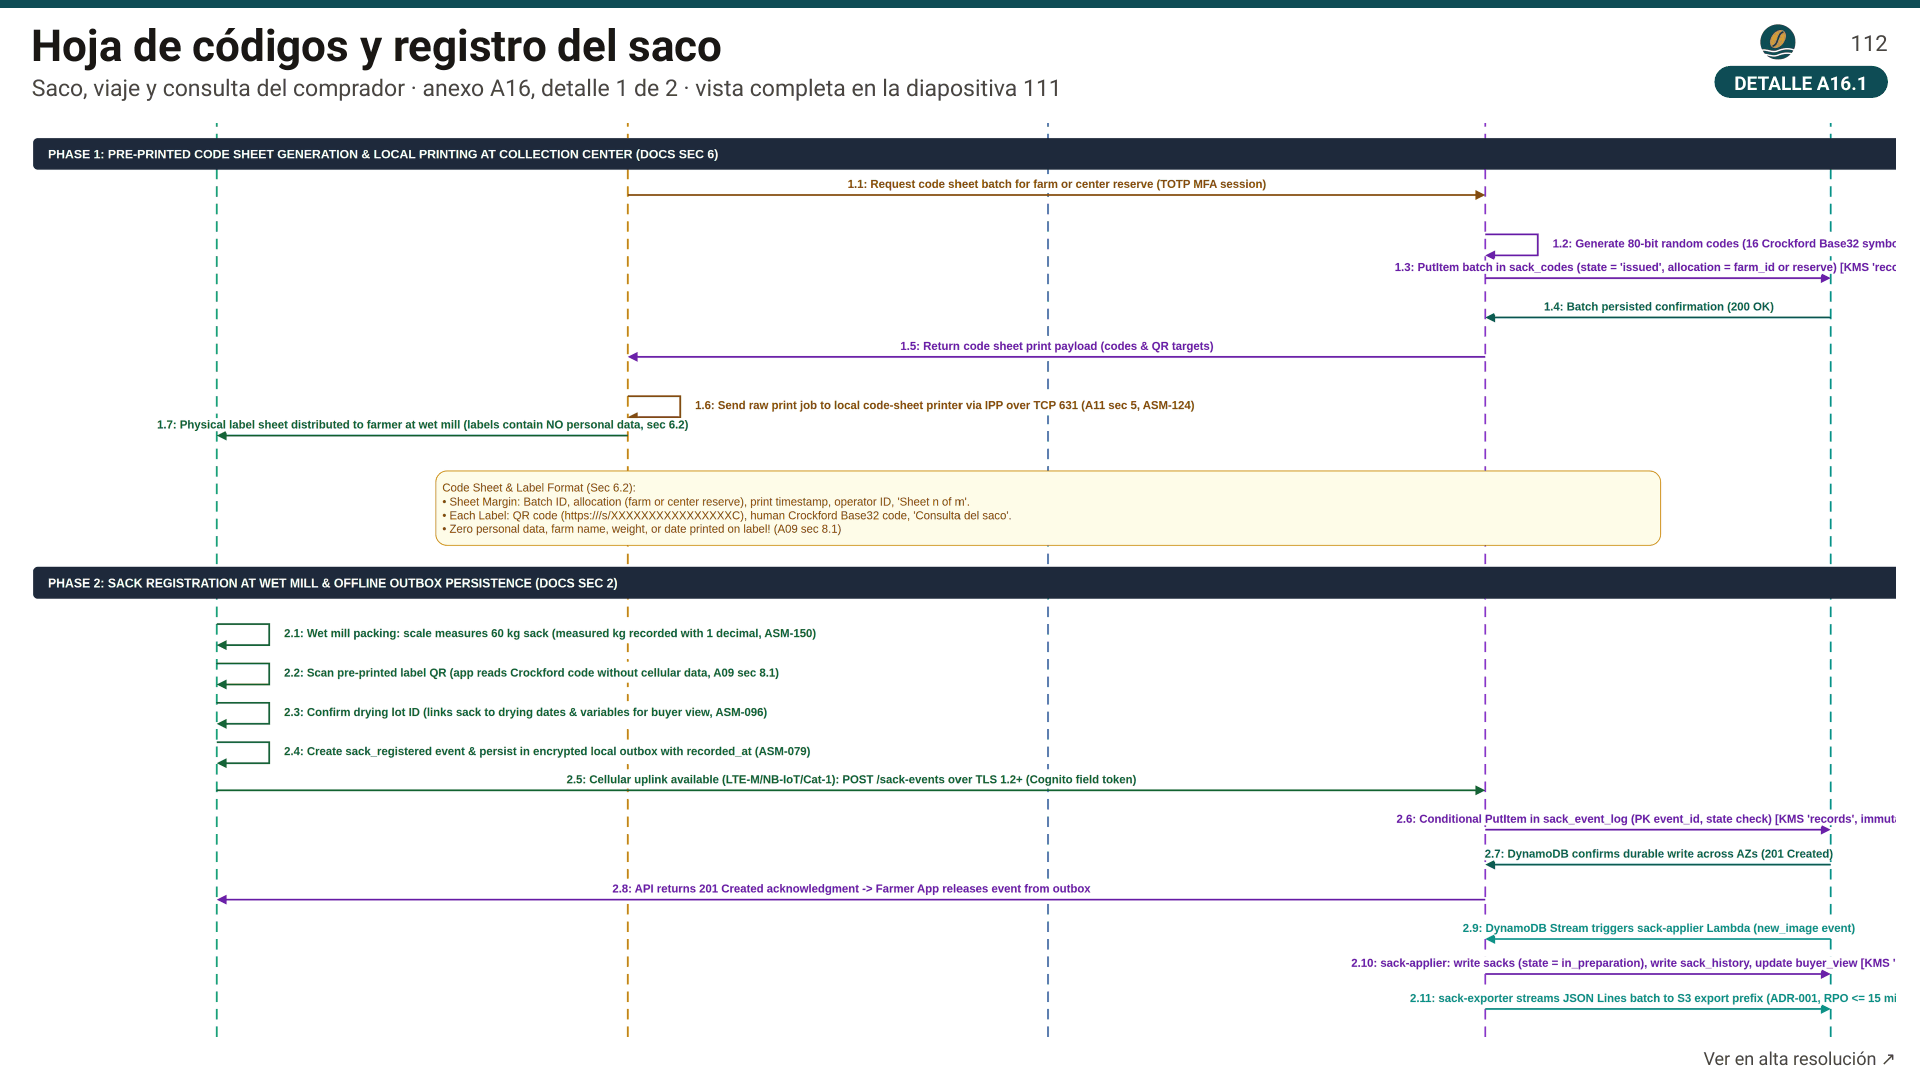 Hoja de códigos y registro del saco
112
Saco, viaje y consulta del comprador · anexo A16, detalle 1 de 2 · vista completa en la diapositiva 111
DETALLE A16.1
PHASE 1: PRE-PRINTED CODE SHEET GENERATION & LOCAL PRINTING AT COLLECTION CENTER (DOCS SEC 6)
1.1: Request code sheet batch for farm or center reserve (TOTP MFA session)
1.2: Generate 80-bit random codes (16 Crockford Base32 symbo
1.3: PutItem batch in sack_codes (state = 'issued', allocation = farm_id or reserve) [KMS 'reco
1.4: Batch persisted confirmation (200 OK)
1.5: Return code sheet print payload (codes & QR targets)
1.6: Send raw print job to local code-sheet printer via IPP over TCP 631 (A11 sec 5, ASM-124)
1.7: Physical label sheet distributed to farmer at wet mill (labels contain NO personal data, sec 6.2)
Code Sheet & Label Format (Sec 6.2):
• Sheet Margin: Batch ID, allocation (farm or center reserve), print timestamp, operator ID, 'Sheet n of m'.
• Each Label: QR code (https:///s/XXXXXXXXXXXXXXXXC), human Crockford Base32 code, 'Consulta del saco'.
• Zero personal data, farm name, weight, or date printed on label! (A09 sec 8.1)
PHASE 2: SACK REGISTRATION AT WET MILL & OFFLINE OUTBOX PERSISTENCE (DOCS SEC 2)
2.1: Wet mill packing: scale measures 60 kg sack (measured kg recorded with 1 decimal, ASM-150)
2.2: Scan pre-printed label QR (app reads Crockford code without cellular data, A09 sec 8.1)
2.3: Confirm drying lot ID (links sack to drying dates & variables for buyer view, ASM-096)
2.4: Create sack_registered event & persist in encrypted local outbox with recorded_at (ASM-079)
2.5: Cellular uplink available (LTE-M/NB-IoT/Cat-1): POST /sack-events over TLS 1.2+ (Cognito field token)
2.6: Conditional PutItem in sack_event_log (PK event_id, state check) [KMS 'records', immuta
2.7: DynamoDB confirms durable write across AZs (201 Created)
2.8: API returns 201 Created acknowledgment -> Farmer App releases event from outbox
2.9: DynamoDB Stream triggers sack-applier Lambda (new_image event)
2.10: sack-applier: write sacks (state = in_preparation), write sack_history, update buyer_view [KMS '
2.11: sack-exporter streams JSON Lines batch to S3 export prefix (ADR-001, RPO <= 15 mi
Ver en alta resolución ↗